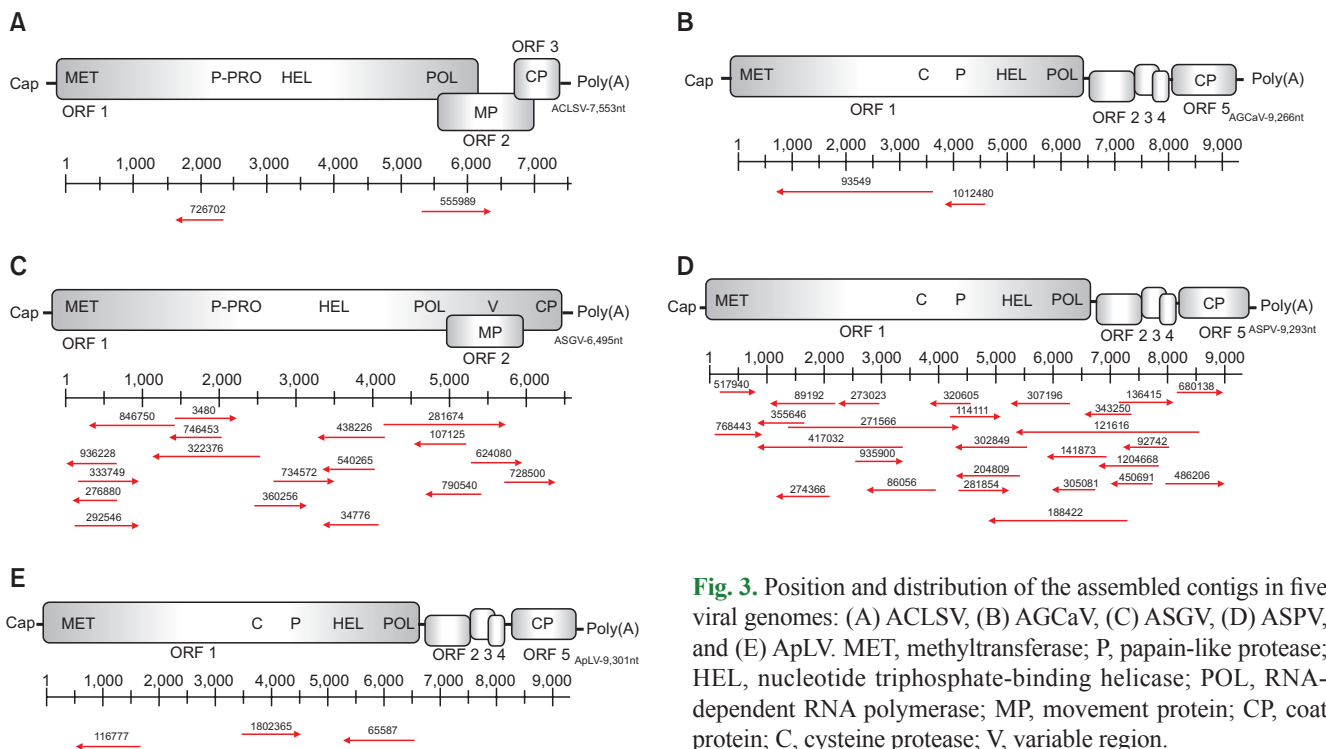 A
ORF 3
Cap MET P-PRO HEL POL CP Poly(A)
ORF 1 MP ACLSV-7,553nt
ORF 2
1 1,000 2,000 3,000 4,000 5,000 6,000 7,000
726702 555989
B
Cap MET C P HEL POL CP Poly(A)
ORF 1 ORF 2 3 4 ORF 5 AGCaV-9,266nt
1 1,000 2,000 3,000 4,000 5,000 6,000 7,000 8,000 9,000
93549 1012480
C
Cap MET P-PRO HEL POL V CP Poly(A)
ORF 1 MP ASGV-6,495nt
ORF 2
1 1,000 2,000 3,000 4,000 5,000 6,000
846750 3480 281674
746453 438226 107125
936228 322376 624080
333749 734572 540265 728500
276880 360256 790540
292546 34776
D
Cap MET C P HEL POL CP Poly(A)
ORF 1 ORF 2 3 4 ORF 5 ASPV-9,293nt
1 1,000 2,000 3,000 4,000 5,000 6,000 7,000 8,000 9,000
517940 680138
89192 273023 320605 307196 136415
355646 114111 343250
768443 271566 121616
417032 302849 92742
935900 141873 1204668
204809
274366 86056 281854 305081 450691 486206
188422
E
Cap MET C P HEL POL CP Poly(A)
ORF 1 ORF 2 3 4 ORF 5 ApLV-9,301nt
1 1,000 2,000 3,000 4,000 5,000 6,000 7,000 8,000 9,000
116777 1802365 65587
Fig. 3. Position and distribution of the assembled contigs in five
viral genomes: (A) ACLSV, (B) AGCaV, (C) ASGV, (D) ASPV,
and (E) ApLV. MET, methyltransferase; P, papain-like protease;
HEL, nucleotide triphosphate-binding helicase; POL, RNA-
dependent RNA polymerase; MP, movement protein; CP, coat
protein; C, cysteine protease; V, variable region.